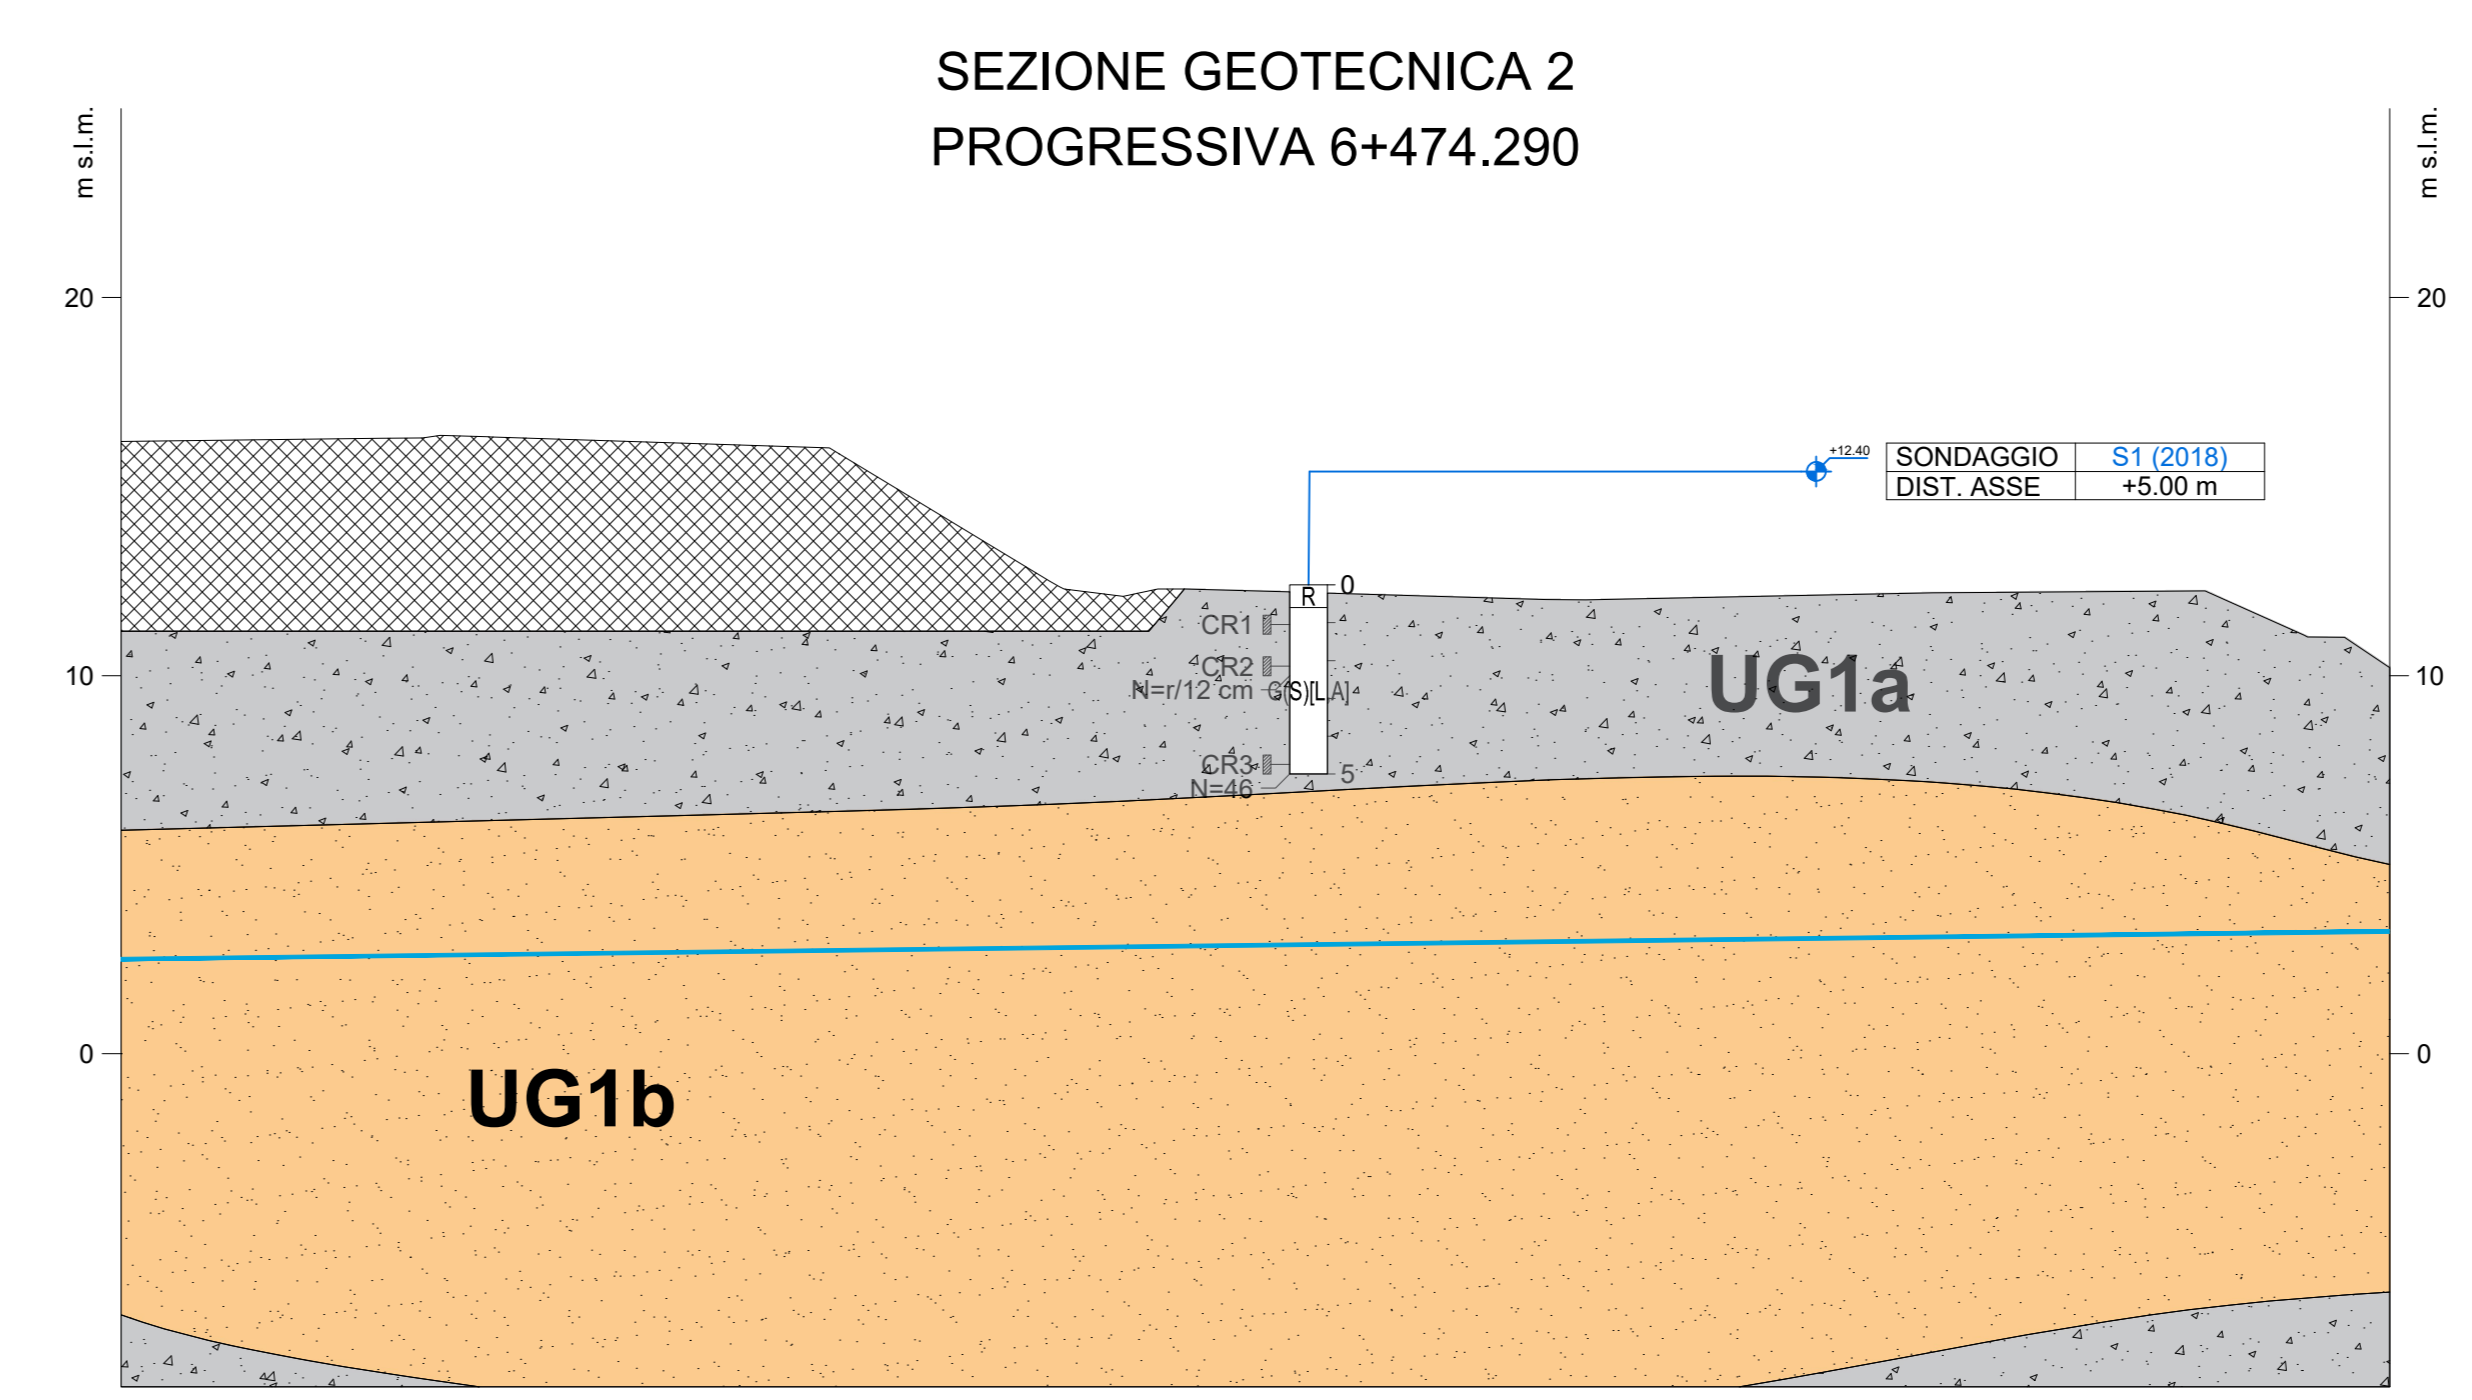 SEZIONE GEOTECNICA 2
PROGRESSIVA 6+474.290
m s.l.m.
m s.l.m.
20
20
+12.40
SONDAGGIO S1 (2018)
DIST. ASSE +5.00 m
R
0
CR1
CR2
N=r/12 cm
G(S)[L,A]
UG1a
10
10
CR3
5
N=46
0
0
UG1b